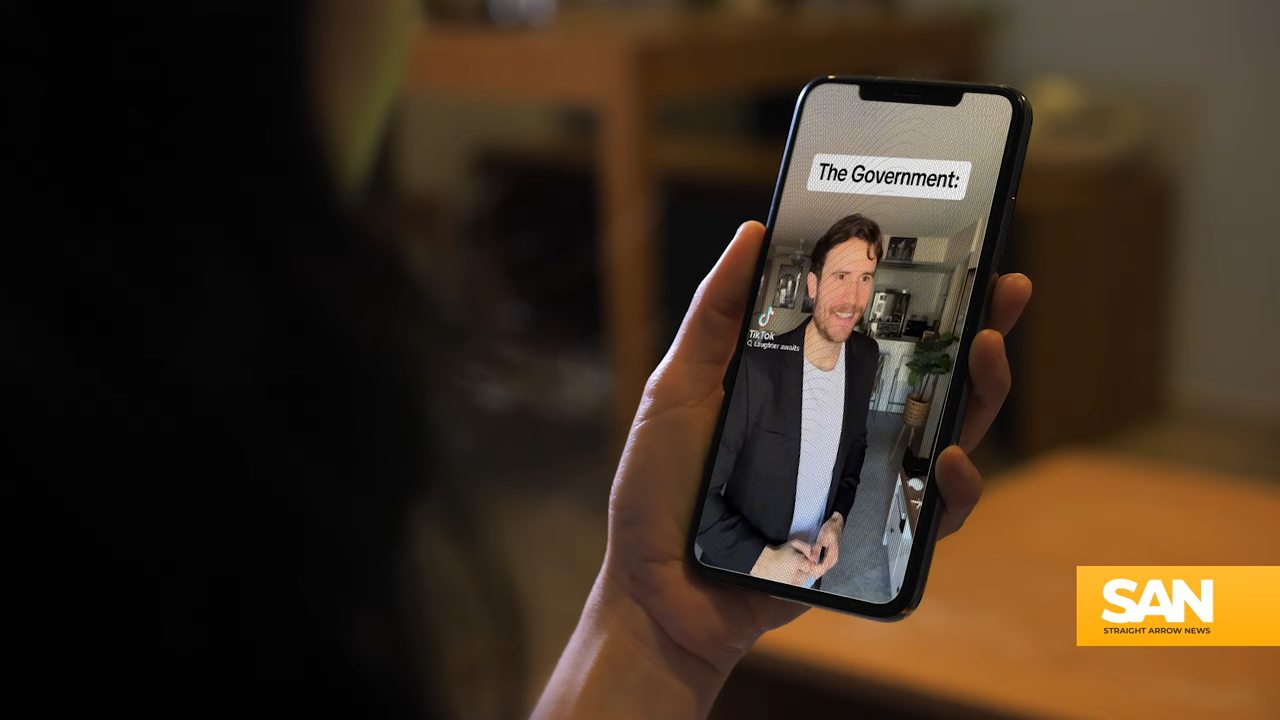 The Government:
TikTok
Laughter awaits
SAN
STRAIGHT ARROW NEWS